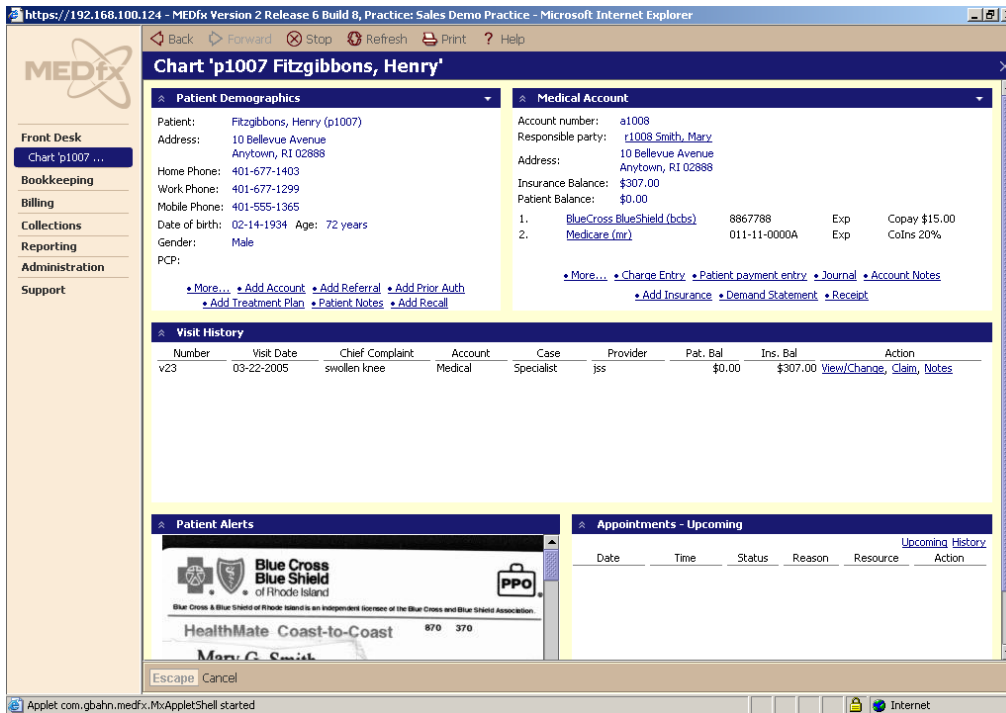 https://192.168.100.124 - MEDfx Version 2 Release 6 Build 8, Practice: Sales Demo Practice - Microsoft Internet Explorer
Back Forward Stop Refresh Print ? Help
MEDfx
Chart 'p1007 Fitzgibbons, Henry'
Front Desk
Chart 'p1007 ...
Bookkeeping
Billing
Collections
Reporting
Administration
Support
Patient Demographics
Patient: Fitzgibbons, Henry (p1007)
Address: 10 Bellevue Avenue
Anytown, RI 02888
Home Phone: 401-677-1403
Work Phone: 401-677-1299
Mobile Phone: 401-555-1365
Date of birth: 02-14-1934 Age: 72 years
Gender: Male
PCP:
• More... • Add Account • Add Referral • Add Prior Auth
• Add Treatment Plan • Patient Notes • Add Recall
Medical Account
Account number: a1008
Responsible party: r1008 Smith, Mary
Address: 10 Bellevue Avenue
Anytown, RI 02888
Insurance Balance: $307.00
Patient Balance: $0.00
1. BlueCross BlueShield (bcbs) 8867788 Exp Copay $15.00
2. Medicare (mr) 011-11-0000A Exp CoIns 20%
• More... • Charge Entry • Patient payment entry • Journal • Account Notes
• Add Insurance • Demand Statement • Receipt
Visit History
Number Visit Date Chief Complaint Account Case Provider Pat. Bal Ins. Bal Action
v23 03-22-2005 swollen knee Medical Specialist jss $0.00 $307.00 View/Change, Claim, Notes
Patient Alerts
Blue Cross
Blue Shield
of Rhode Island
PPO
Blue Cross & Blue Shield of Rhode Island is an independent licensee of the Blue Cross and Blue Shield Association.
HealthMate Coast-to-Coast 870 370
Mary G. Smith
Appointments - Upcoming
Upcoming History
Date Time Status Reason Resource Action
Escape Cancel
Applet com.gbahn.medfx.MxAppletShell started
Internet